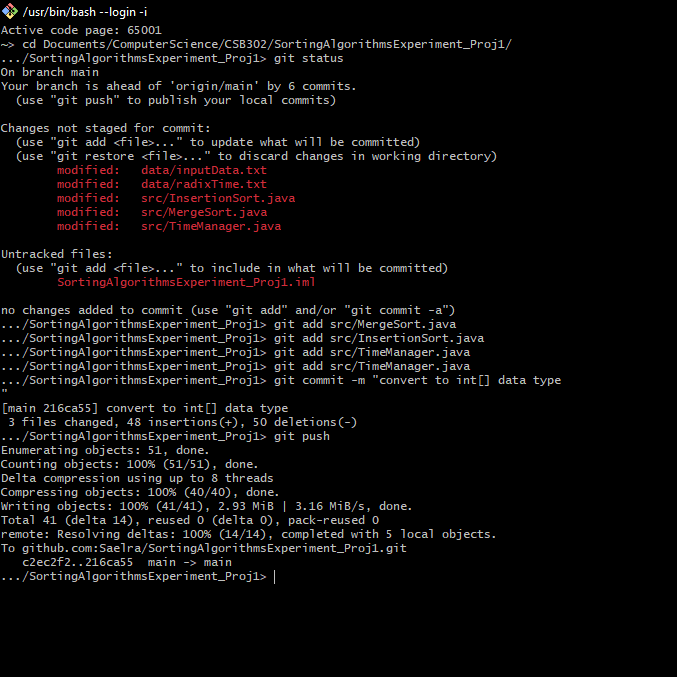 /usr/bin/bash --login -i
Active code page: 65001
~> cd Documents/ComputerScience/CSB302/SortingAlgorithmsExperiment_Proj1/
.../SortingAlgorithmsExperiment_Proj1> git status
On branch main
Your branch is ahead of 'origin/main' by 6 commits.
  (use "git push" to publish your local commits)

Changes not staged for commit:
  (use "git add <file>..." to update what will be committed)
  (use "git restore <file>..." to discard changes in working directory)
        modified:   data/inputData.txt
        modified:   data/radixTime.txt
        modified:   src/InsertionSort.java
        modified:   src/MergeSort.java
        modified:   src/TimeManager.java

Untracked files:
  (use "git add <file>..." to include in what will be committed)
        SortingAlgorithmsExperiment_Proj1.iml

no changes added to commit (use "git add" and/or "git commit -a")
.../SortingAlgorithmsExperiment_Proj1> git add src/MergeSort.java
.../SortingAlgorithmsExperiment_Proj1> git add src/InsertionSort.java
.../SortingAlgorithmsExperiment_Proj1> git add src/TimeManager.java
.../SortingAlgorithmsExperiment_Proj1> git add src/TimeManager.java
.../SortingAlgorithmsExperiment_Proj1> git commit -m "convert to int[] data type
"
[main 216ca55] convert to int[] data type
 3 files changed, 48 insertions(+), 50 deletions(-)
.../SortingAlgorithmsExperiment_Proj1> git push
Enumerating objects: 51, done.
Counting objects: 100% (51/51), done.
Delta compression using up to 8 threads
Compressing objects: 100% (40/40), done.
Writing objects: 100% (41/41), 2.93 MiB | 3.16 MiB/s, done.
Total 41 (delta 14), reused 0 (delta 0), pack-reused 0
remote: Resolving deltas: 100% (14/14), completed with 5 local objects.
To github.com:Saelra/SortingAlgorithmsExperiment_Proj1.git
   c2ec2f2..216ca55  main -> main
.../SortingAlgorithmsExperiment_Proj1>